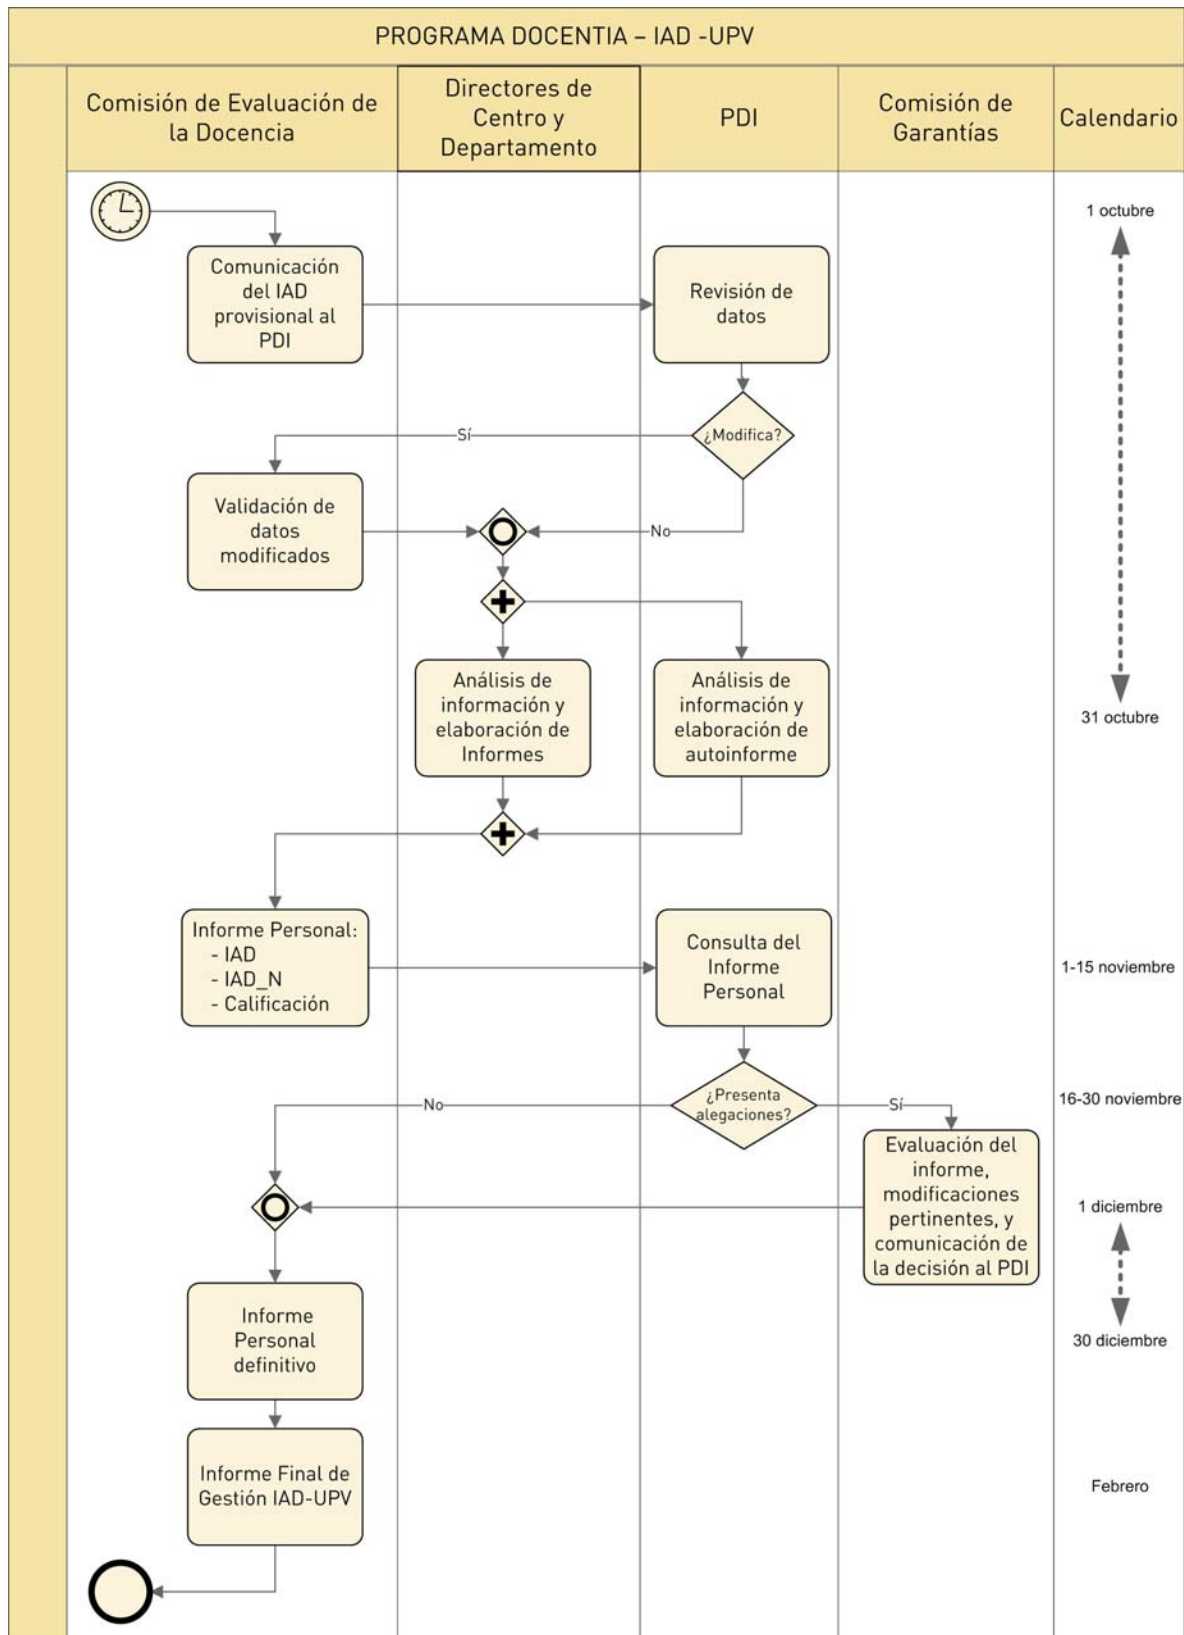 PROGRAMA DOCENTIA – IAD -UPV
Comisión de Evaluación de
la Docencia
Directores de
Centro y
Departamento
PDI
Comisión de
Garantías
Calendario
1 octubre
Comunicación
del IAD
provisional al
PDI
Revisión de
datos
¿Modifica?
Sí
Validación de
datos
modificados
No
Análisis de
información y
elaboración de
Informes
Análisis de
información y
elaboración de
autoinforme
31 octubre
Informe Personal:
- IAD
- IAD_N
- Calificación
Consulta del
Informe
Personal
1-15 noviembre
¿Presenta
alegaciones?
No
Sí
16-30 noviembre
Evaluación del
informe,
modificaciones
pertinentes, y
comunicación de
la decisión al PDI
1 diciembre
Informe
Personal
definitivo
30 diciembre
Informe Final de
Gestión IAD-UPV
Febrero